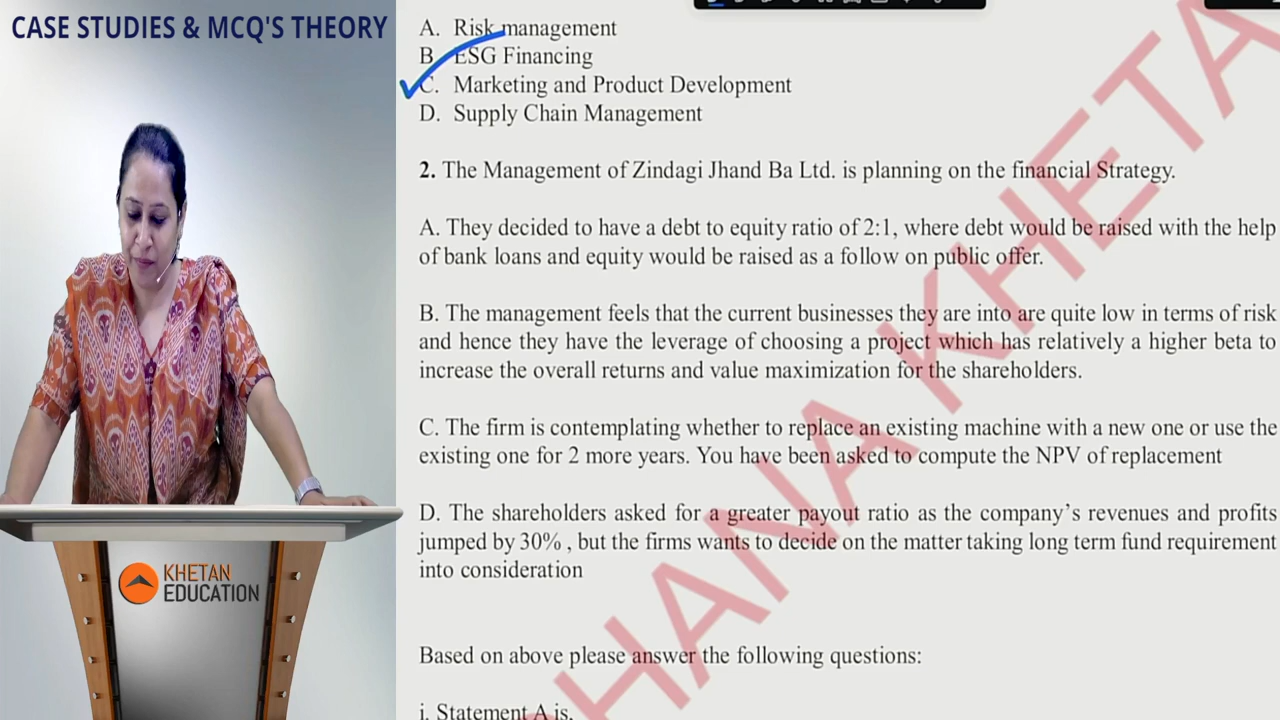 CASE STUDIES & MCQ'S THEORY
A. Risk management
B. ESG Financing
C. Marketing and Product Development
D. Supply Chain Management
2. The Management of Zindagi Jhand Ba Ltd. is planning on the financial Strategy.
A. They decided to have a debt to equity ratio of 2:1, where debt would be raised with the help
of bank loans and equity would be raised as a follow on public offer.
B. The management feels that the current businesses they are into are quite low in terms of risk
and hence they have the leverage of choosing a project which has relatively a higher beta to
increase the overall returns and value maximization for the shareholders.
C. The firm is contemplating whether to replace an existing machine with a new one or use the
existing one for 2 more years. You have been asked to compute the NPV of replacement
D. The shareholders asked for a greater payout ratio as the company's revenues and profits
jumped by 30% , but the firms wants to decide on the matter taking long term fund requirement
into consideration
Based on above please answer the following questions:
i. Statement A is,
KHETAN
EDUCATION
HANA KHETA